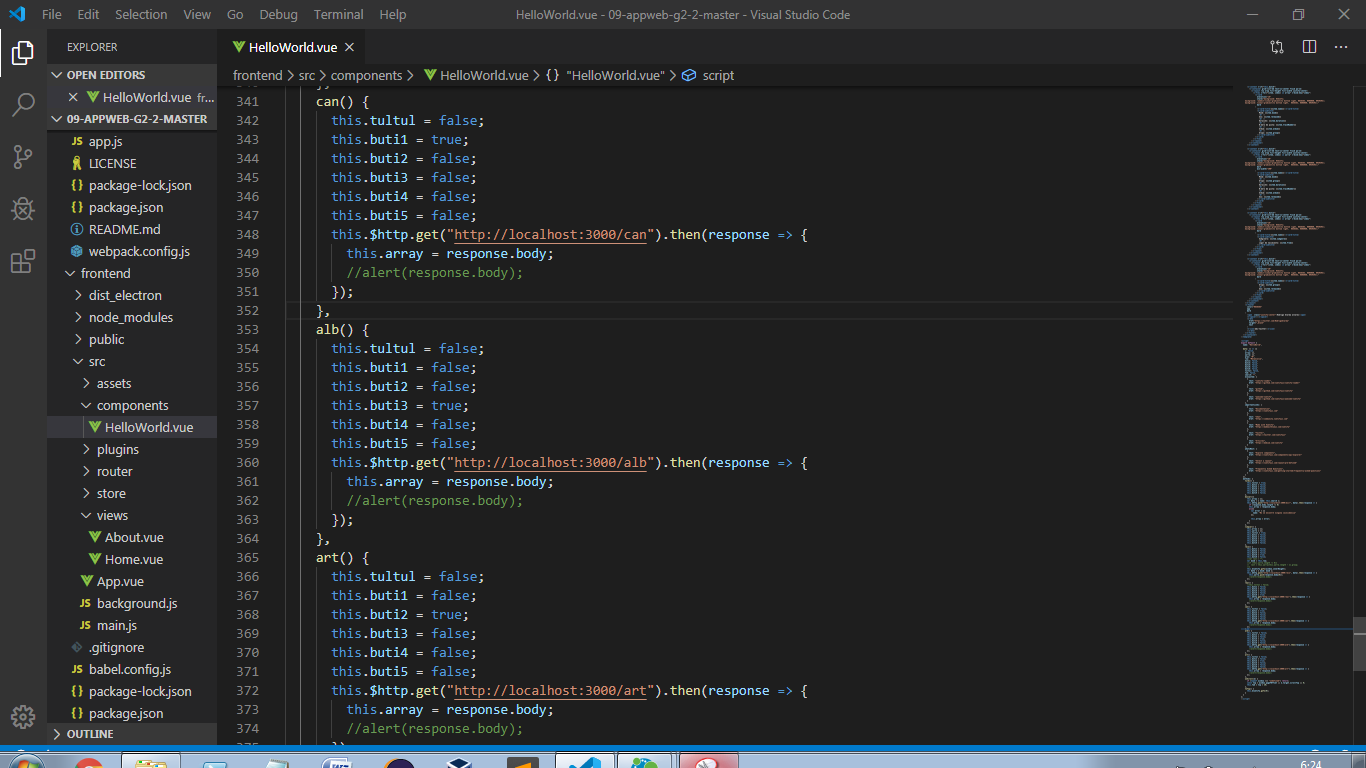 File Edit Selection View Go Debug Terminal Help
HelloWorld.vue - 09-appweb-g2-2-master - Visual Studio Code
EXPLORER
OPEN EDITORS
HelloWorld.vue fr...
09-APPWEB-G2-2-MASTER
JS app.js
LICENSE
{} package-lock.json
{} package.json
README.md
webpack.config.js
frontend
dist_electron
node_modules
public
src
assets
components
HelloWorld.vue
plugins
router
store
views
About.vue
Home.vue
App.vue
JS background.js
JS main.js
.gitignore
JS babel.config.js
{} package-lock.json
{} package.json
OUTLINE
HelloWorld.vue
frontend > src > components > HelloWorld.vue > {} "HelloWorld.vue" > script
341 can() {
342 this.tultul = false;
343 this.buti1 = true;
344 this.buti2 = false;
345 this.buti3 = false;
346 this.buti4 = false;
347 this.buti5 = false;
348 this.$http.get("http://localhost:3000/can").then(response => {
349 this.array = response.body;
350 //alert(response.body);
351 });
352 },
353 alb() {
354 this.tultul = false;
355 this.buti1 = false;
356 this.buti2 = false;
357 this.buti3 = true;
358 this.buti4 = false;
359 this.buti5 = false;
360 this.$http.get("http://localhost:3000/alb").then(response => {
361 this.array = response.body;
362 //alert(response.body);
363 });
364 },
365 art() {
366 this.tultul = false;
367 this.buti1 = false;
368 this.buti2 = true;
369 this.buti3 = false;
370 this.buti4 = false;
371 this.buti5 = false;
372 this.$http.get("http://localhost:3000/art").then(response => {
373 this.array = response.body;
374 //alert(response.body);
6:24